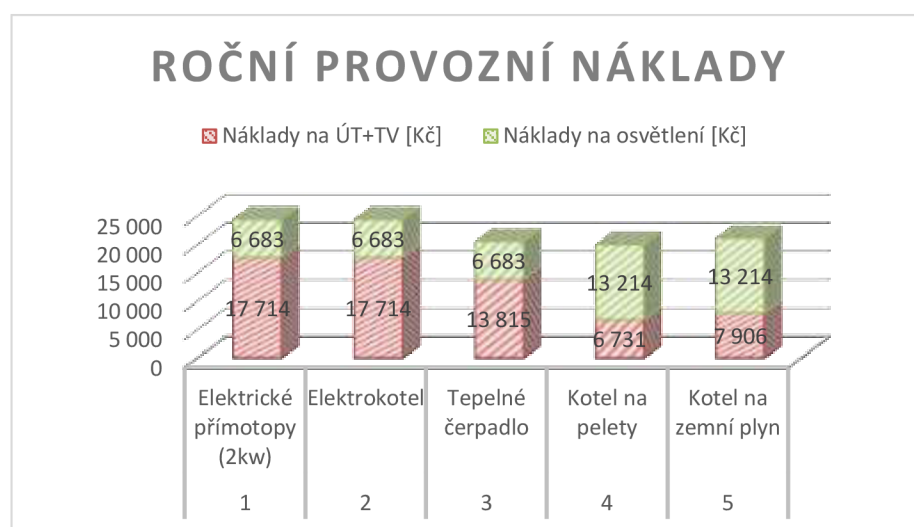 ROČNÍ PROVOZNÍ NÁKLADY
Náklady na ÚT+TV [Kč] Náklady na osvětlení [Kč]
25 000
20 000
15 000
10 000
5 000
0
6 683 6 683 6 683 13 214 13 214
17 714 17 714 13 815 6 731 7 906
Elektrické Elektrokotel Tepelné Kotel na Kotel na
přímotopy čerpadlo pelety zemní plyn
(2kw)
1 2 3 4 5